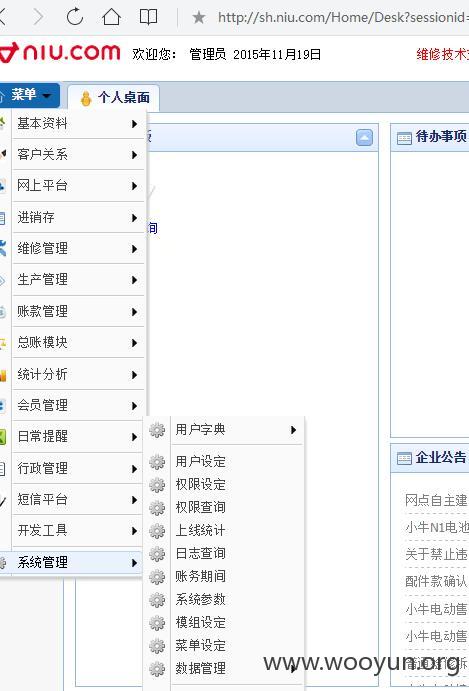 http://sh.niu.com/Home/Desk?sessionid
niu.com 欢迎您： 管理员 2015年11月19日 维修技术
菜单 个人桌面
基本资料
客户关系
网上平台
进销存
维修管理
生产管理
账款管理
总账模块
统计分析
会员管理
日常提醒
行政管理
短信平台
开发工具
系统管理
用户字典
用户设定
权限设定
权限查询
上线统计
日志查询
账务期间
系统参数
模组设定
菜单设定
数据管理
待办事项
企业公告
网点自主建
小牛N1电池
关于禁止违
配件款确认
小牛电动售
小牛电动售
www.wooyun.org